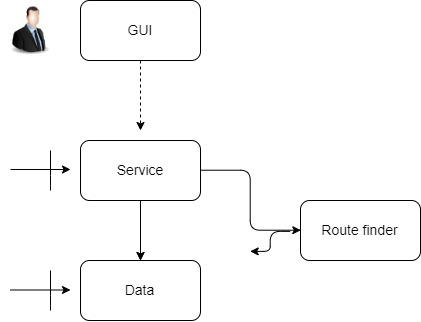 GUI
Service
Route finder
Data